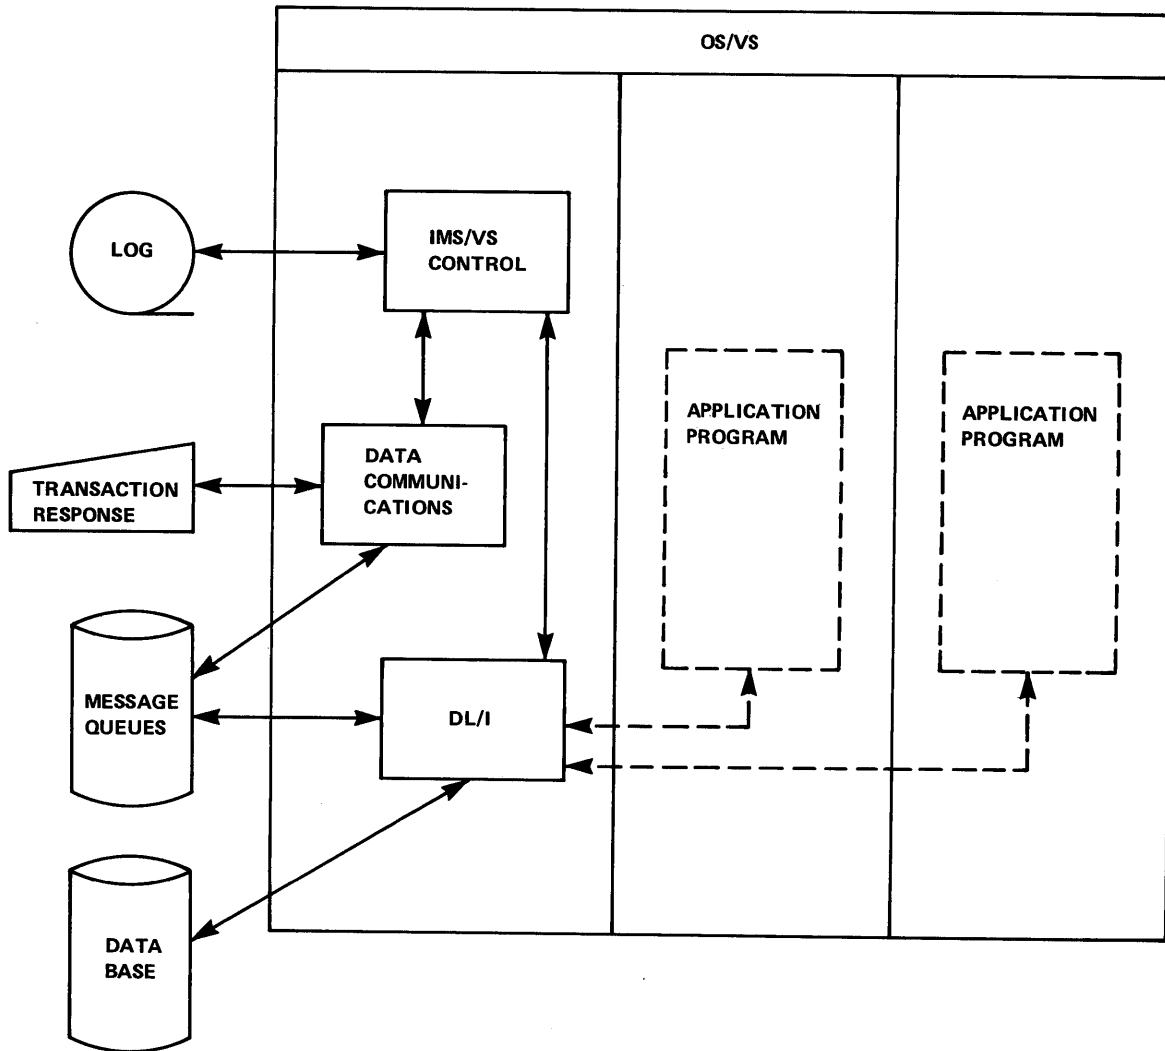 OS/VS
LOG
IMS/VS
CONTROL
APPLICATION
PROGRAM
APPLICATION
PROGRAM
DATA
COMMUNI-
CATIONS
TRANSACTION
RESPONSE
MESSAGE
QUEUES
DL/I
DATA
BASE